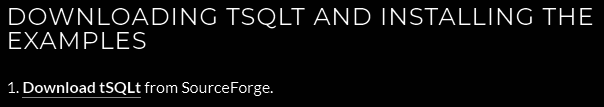 DOWNLOADING TSQLT AND INSTALLING THE
EXAMPLES
1. Download tSQLt from SourceForge.